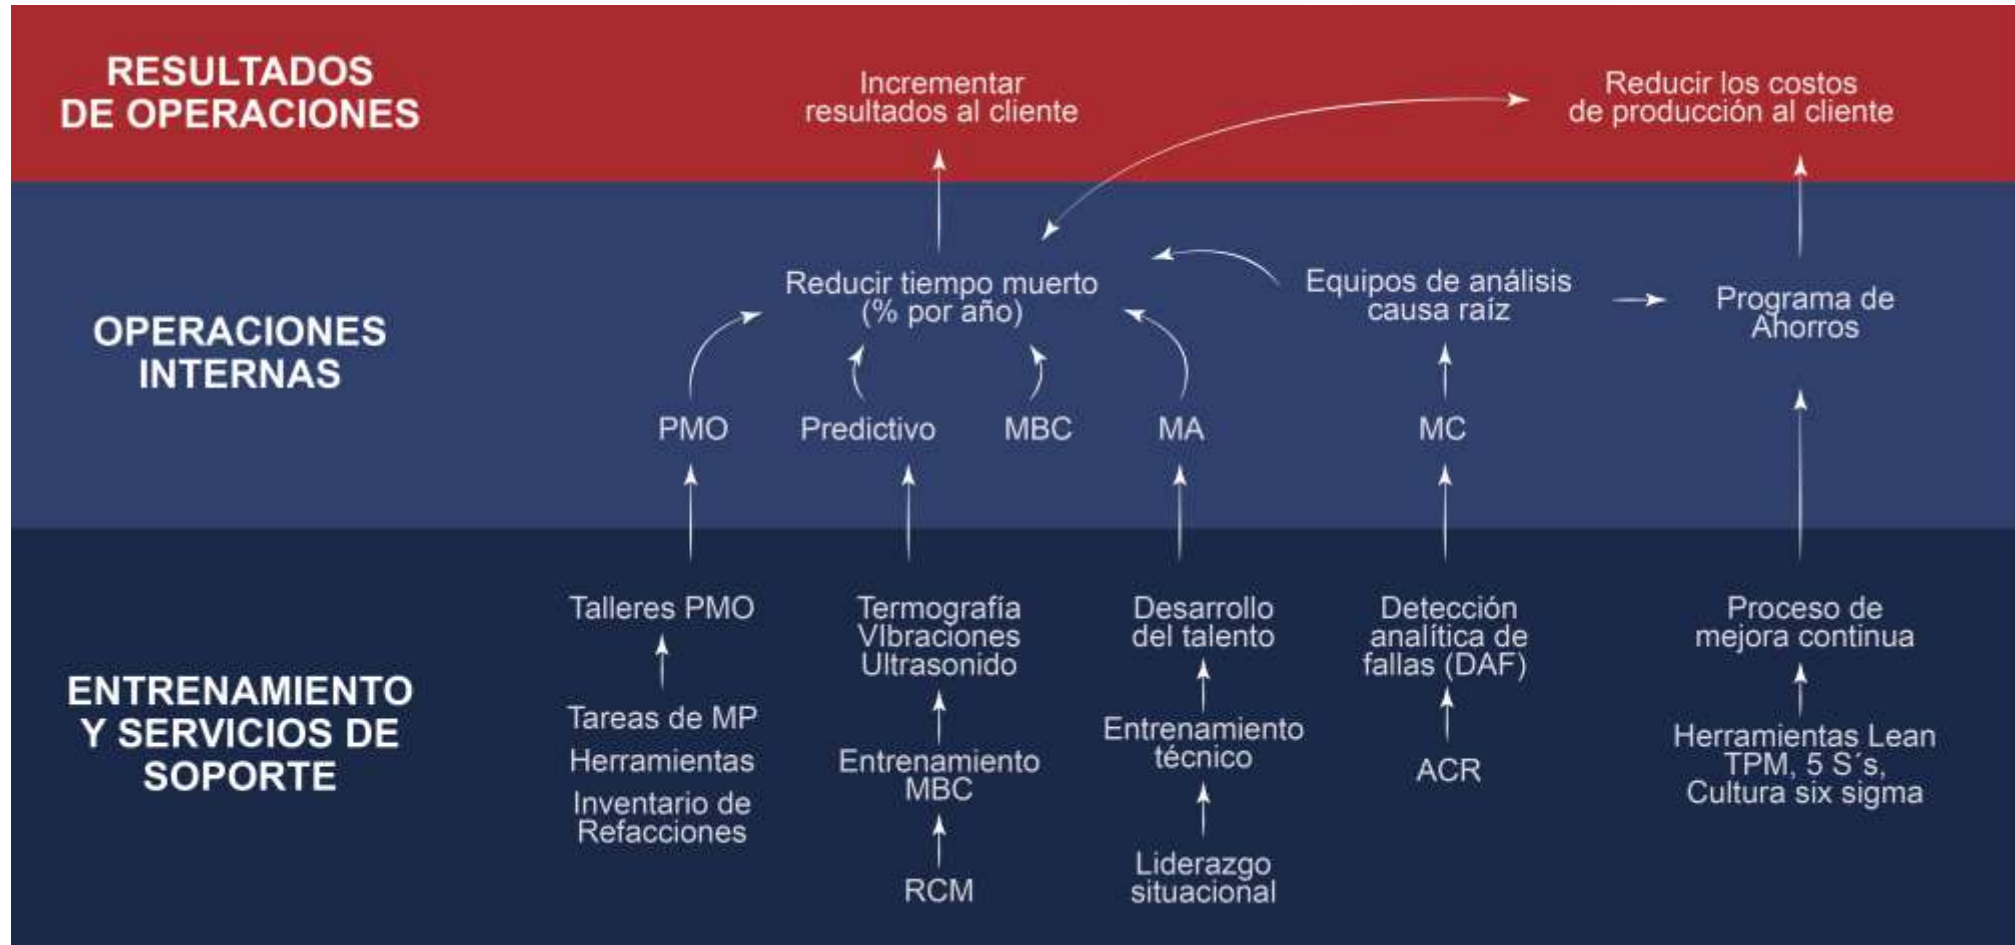 RESULTADOS
DE OPERACIONES
Incrementar
resultados al cliente
Reducir los costos
de producción al cliente
OPERACIONES
INTERNAS
Reducir tiempo muerto
(% por año)
Equipos de análisis
causa raíz
Programa de
Ahorros
PMO
Predictivo
MBC
MA
MC
ENTRENAMIENTO
Y SERVICIOS DE
SOPORTE
Talleres PMO
Tareas de MP
Herramientas
Inventario de
Refacciones
Termografía
VIbraciones
Ultrasonido
Entrenamiento
MBC
RCM
Desarrollo
del talento
Entrenamiento
técnico
Liderazgo
situacional
Detección
analítica de
fallas (DAF)
ACR
Proceso de
mejora continua
Herramientas Lean
TPM, 5 S´s,
Cultura six sigma